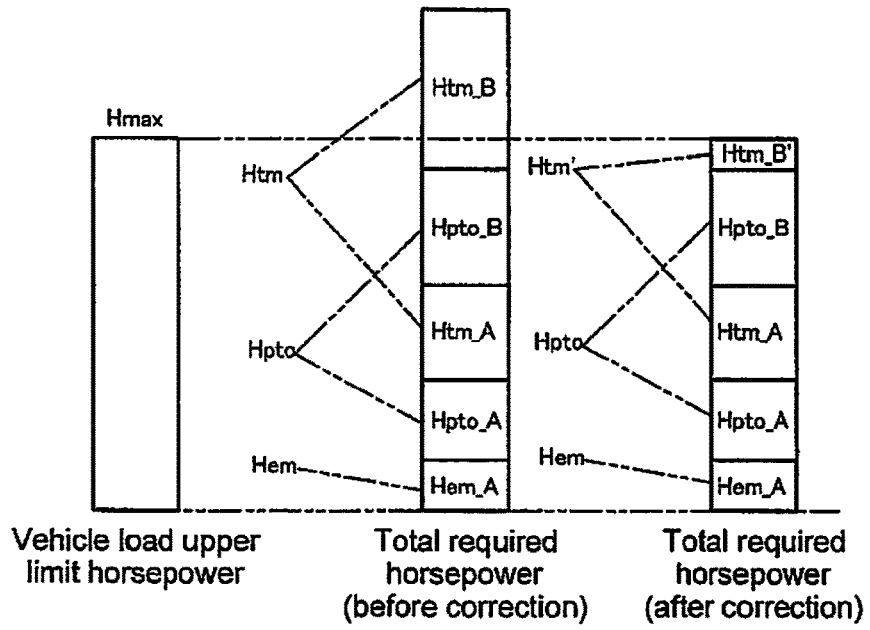 Hmax
Htm
Hpto
Hem
Htm_B
Hpto_B
Htm_A
Hpto_A
Hem_A
Htm'
Hpto
Hem
Htm_B'
Hpto_B
Htm_A
Hpto_A
Hem_A
Vehicle load upper
limit horsepower
Total required
horsepower
(before correction)
Total required
horsepower
(after correction)